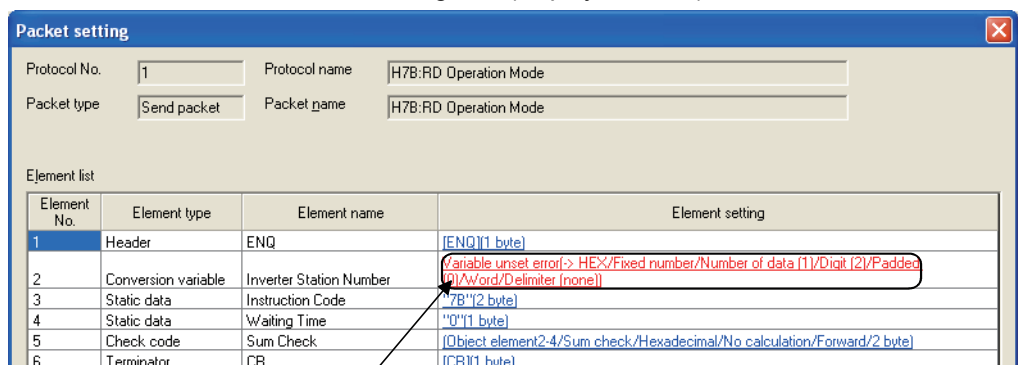 Packet setting
Protocol No. 1 Protocol name H7B:RD Operation Mode
Packet type Send packet Packet name H7B:RD Operation Mode
Element list
Element No. Element type Element name Element setting
1 Header ENQ [ENQ](1 byte)
2 Conversion variable Inverter Station Number Variable unset error(-> HEX/Fixed number/Number of data (1)/Digit (2)/Padded
(0)/Word/Delimiter (none))
3 Static data Instruction Code "7B"(2 byte)
4 Static data Waiting Time "0"(1 byte)
5 Check code Sum Check (Object element2-4/Sum check/Hexadecimal/No calculation/Forward/2 byte)
6 Terminator CR [CR](1 byte)